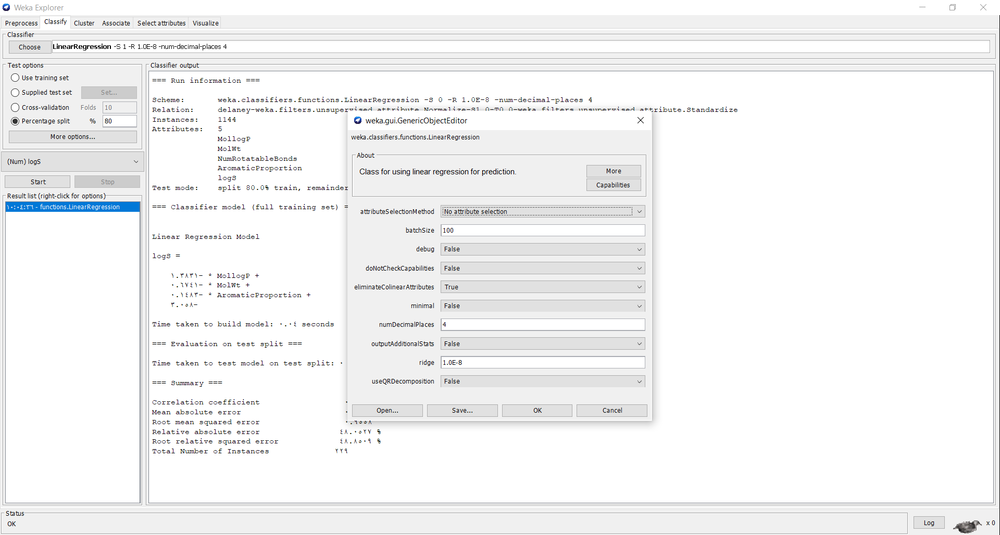 Weka Explorer
Preprocess Classify Cluster Associate Select attributes Visualize
Classifier
Choose LinearRegression -S 1 -R 1.0E-8 -num-decimal-places 4
Test options
Use training set
Supplied test set Set...
Cross-validation Folds 10
Percentage split % 80
More options...
(Num) logS
Start Stop
Result list (right-click for options)
١٠:٠٤:٣٦ - functions.LinearRegression
Classifier output
=== Run information ===
Scheme: weka.classifiers.functions.LinearRegression -S 0 -R 1.0E-8 -num-decimal-places 4
Relation: delaney-weka.filters.unsupervised.attribute.Normalize-S1.0-T0.0-weka.filters.unsupervised.attribute.Standardize
Instances: 1144
Attributes: 5
MollogP
MolWt
NumRotatableBonds
AromaticProportion
logS
Test mode: split 80.0% train, remainder
=== Classifier model (full training set) =
Linear Regression Model
logS =
١.٣٨٣١- * MollogP +
٠.٦٧٤١- * MolWt +
٠.١٤٨٣- * AromaticProportion +
٣.٠٥٨-
Time taken to build model: ٠.٠٤ seconds
=== Evaluation on test split ===
Time taken to test model on test split: ٠
=== Summary ===
Correlation coefficient
Mean absolute error
Root mean squared error ٠.٩٥٥٨
Relative absolute error ٤٨.٠٥٢٧ %
Root relative squared error ٤٨.٨٥٠٩ %
Total Number of Instances ٢٢٩
weka.gui.GenericObjectEditor
weka.classifiers.functions.LinearRegression
About
Class for using linear regression for prediction.
More
Capabilities
attributeSelectionMethod No attribute selection
batchSize 100
debug False
doNotCheckCapabilities False
eliminateColinearAttributes True
minimal False
numDecimalPlaces 4
outputAdditionalStats False
ridge 1.0E-8
useQRDecomposition False
Open... Save... OK Cancel
Status
OK
Log x 0